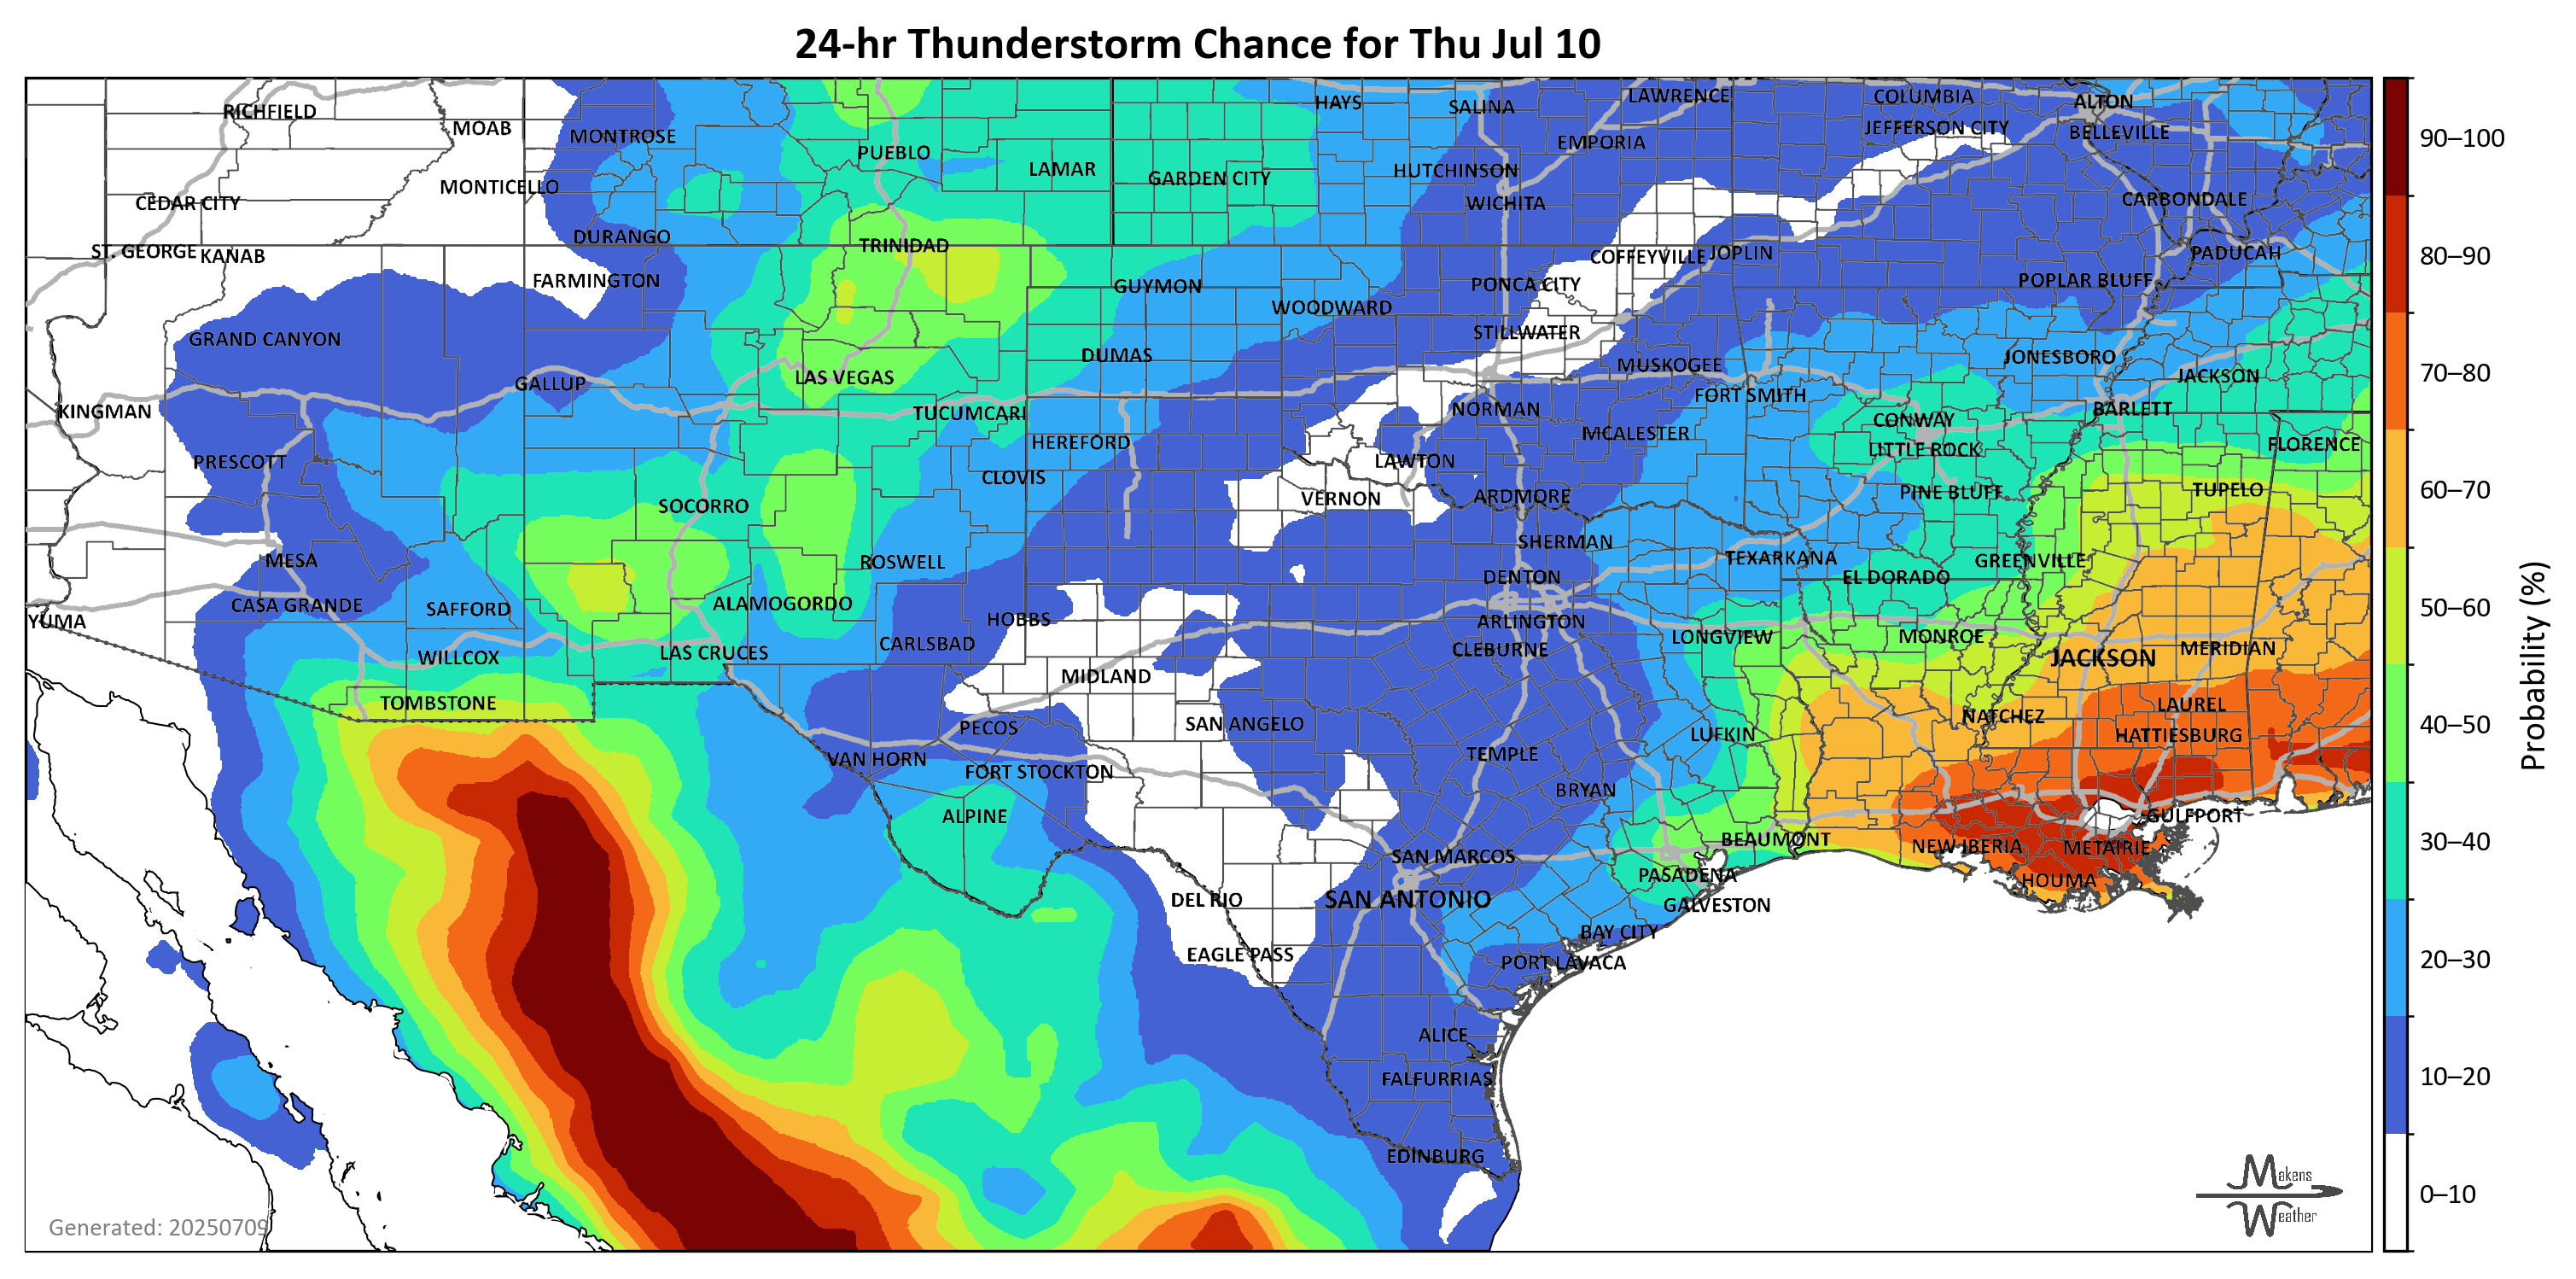 24-hr Thunderstorm Chance for Thu Jul 10
RICHFIELD
MOAB
MONTROSE
PUEBLO
LAMAR
GARDEN CITY
HAYS
SALINA
LAWRENCE
EMPORIA
COLUMBIA
JEFFERSON CITY
ALTON
BELLEVILLE
MONTICELLO
CEDAR CITY
HUTCHINSON
WICHITA
CARBONDALE
ST. GEORGE
KANAB
DURANGO
TRINIDAD
FARMINGTON
GUYMON
WOODWARD
PONCA CITY
COFFEYVILLE
JOPLIN
POPLAR BLUFF
PADUCAH
GRAND CANYON
STILLWATER
DUMAS
MUSKOGEE
JONESBORO
JACKSON
KINGMAN
GALLUP
LAS VEGAS
TUCUMCARI
HEREFORD
NORMAN
FORT SMITH
BARLETT
CONWAY
LITTLE ROCK
MCALESTER
FLORENCE
PRESCOTT
CLOVIS
LAWTON
VERNON
ARDMORE
PINE BLUFF
TUPELO
SOCORRO
SHERMAN
MESA
ROSWELL
DENTON
TEXARKANA
GREENVILLE
EL DORADO
YUMA
CASA GRANDE
SAFFORD
ALAMOGORDO
HOBBS
ARLINGTON
CLEBURNE
LONGVIEW
MONROE
JACKSON
MERIDIAN
WILLCOX
LAS CRUCES
CARLSBAD
MIDLAND
TOMBSTONE
PECOS
SAN ANGELO
LUFKIN
NATCHEZ
LAUREL
HATTIESBURG
VAN HORN
FORT STOCKTON
TEMPLE
BRYAN
ALPINE
GULFPORT
SAN MARCOS
BEAUMONT
NEW IBERIA
METAIRIE
PASADENA
HOUMA
DEL RIO
SAN ANTONIO
GALVESTON
EAGLE PASS
BAY CITY
PORT LAVACA
ALICE
FALFURRIAS
EDINBURG
Generated: 20250709
Makens
Weather
90–100
80–90
70–80
60–70
50–60
40–50
30–40
20–30
10–20
0–10
Probability (%)